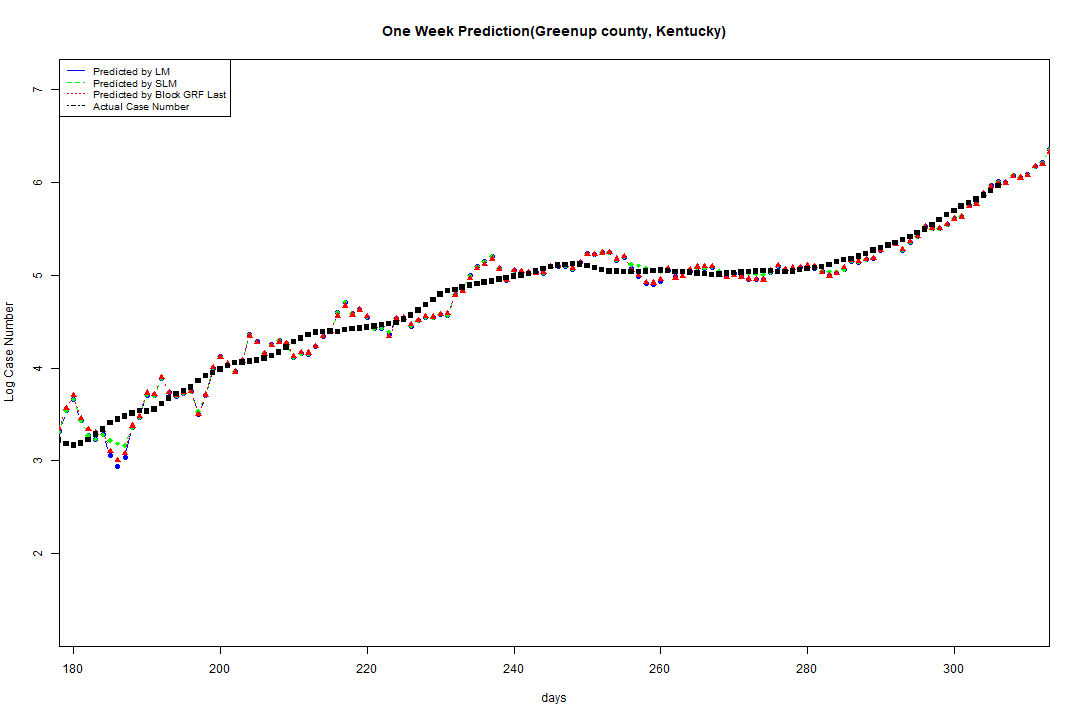 One Week Prediction(Greenup county, Kentucky)
Predicted by LM
Predicted by SLM
Predicted by Block GRF Last
Actual Case Number
7
6
5
4
3
2
Log Case Number
180 200 220 240 260 280 300
days